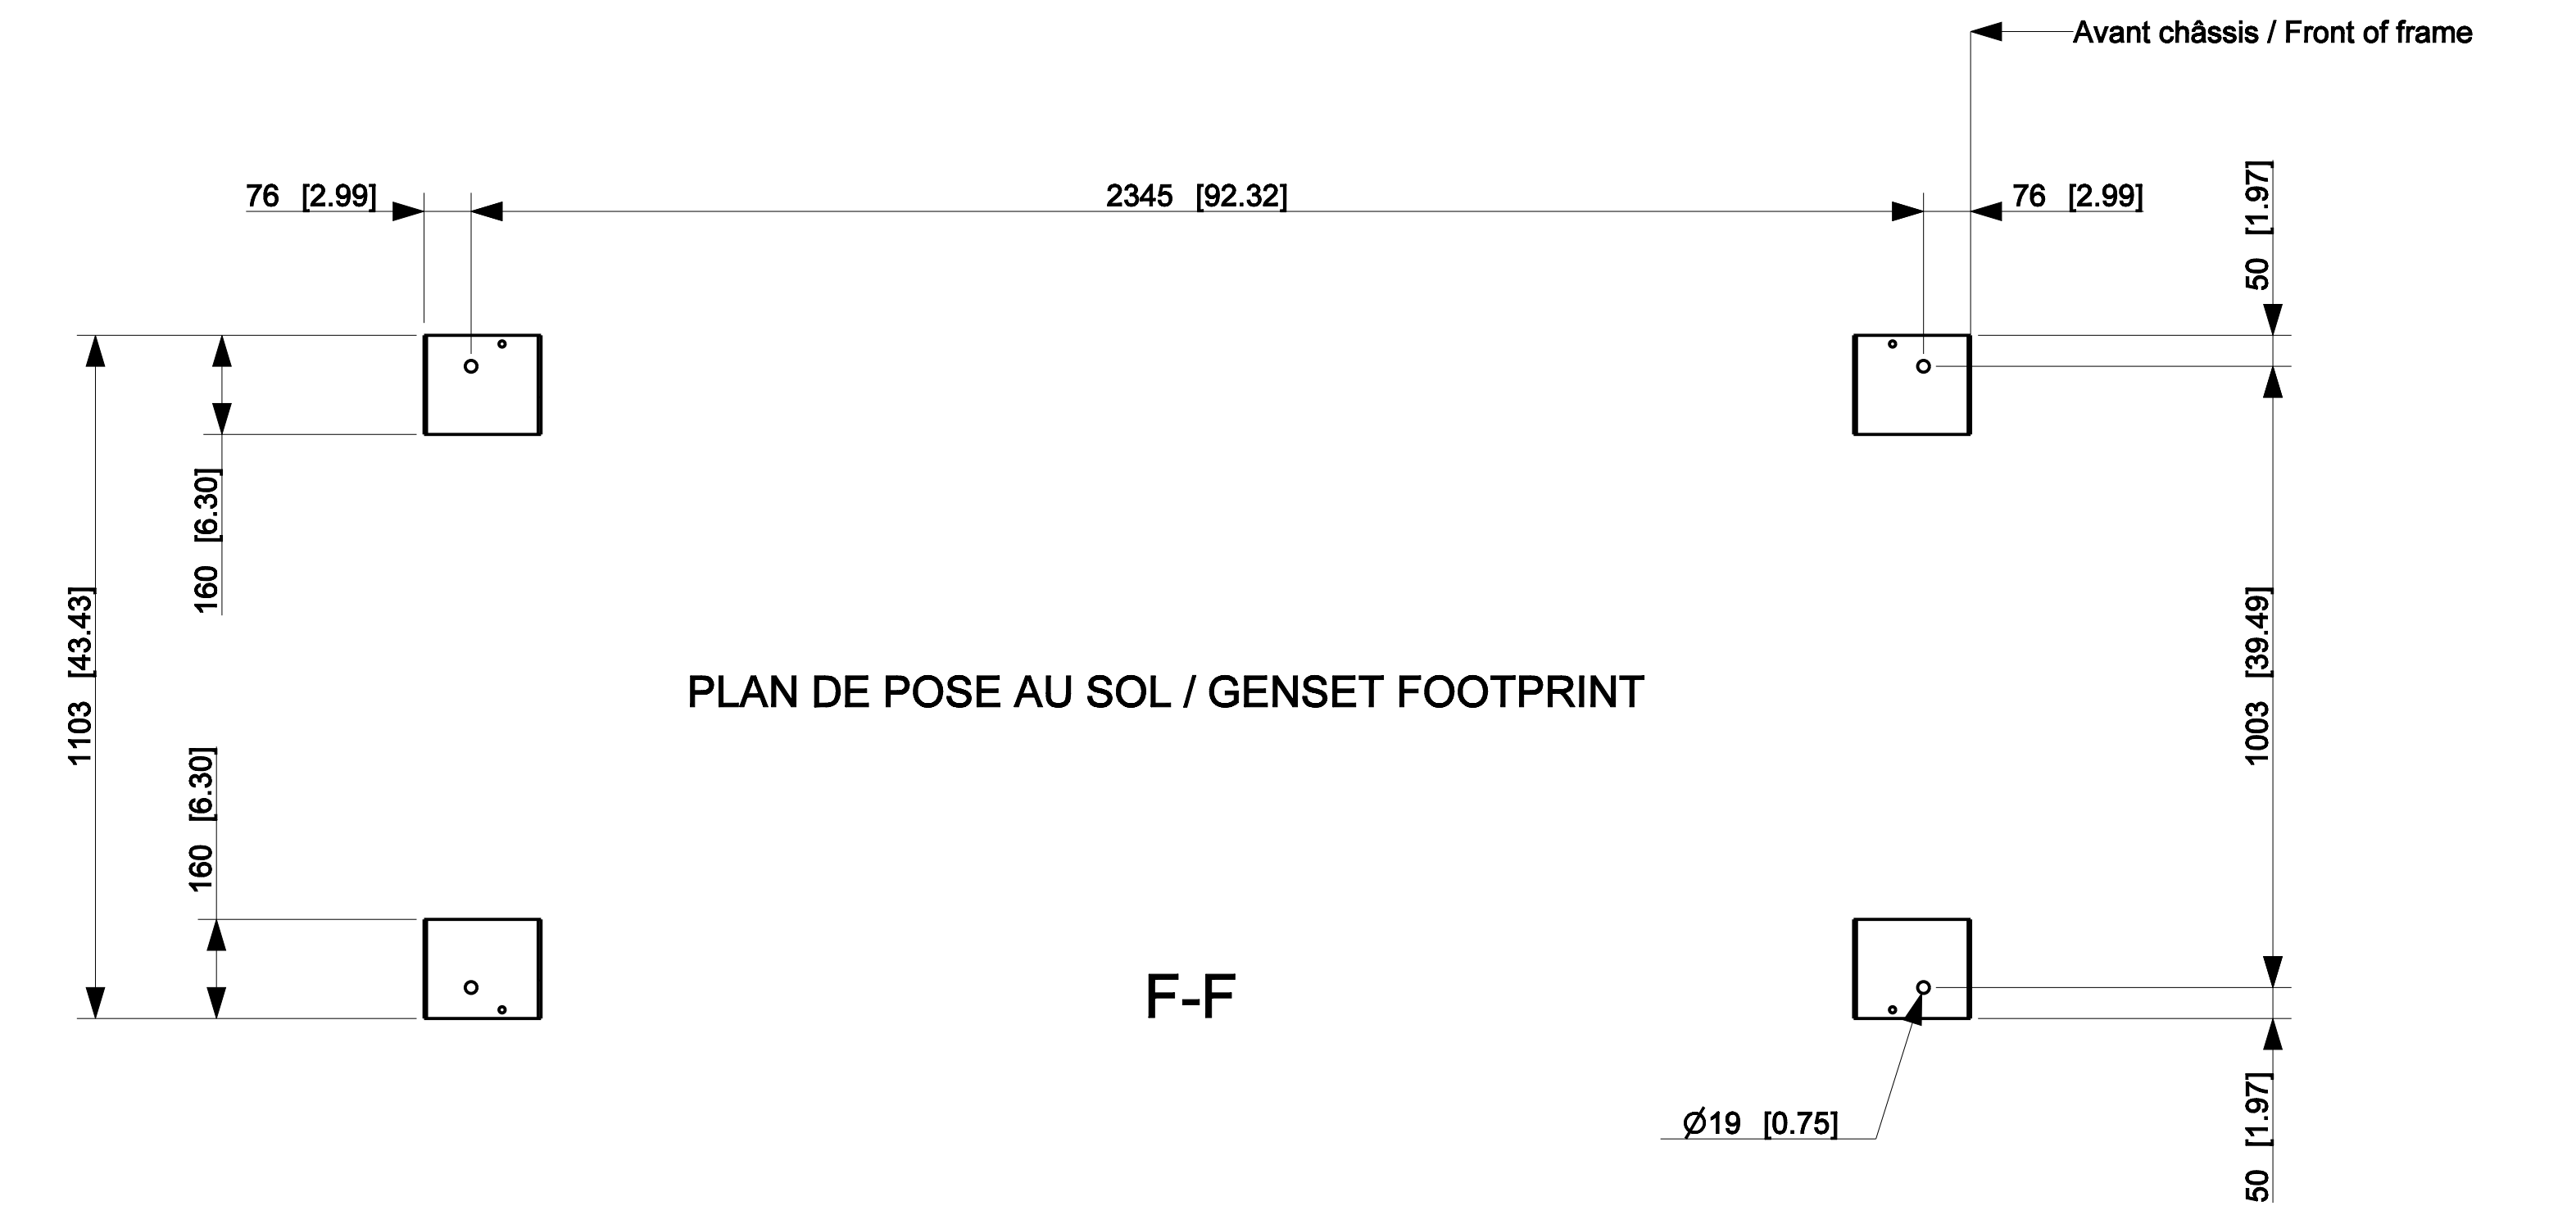 Avant châssis / Front of frame
76 [2.99]
2345 [92.32]
76 [2.99]
50 [1.97]
160 [6.30]
1103 [43.43]
1003 [39.49]
PLAN DE POSE AU SOL / GENSET FOOTPRINT
160 [6.30]
F-F
Ø19 [0.75]
50 [1.97]